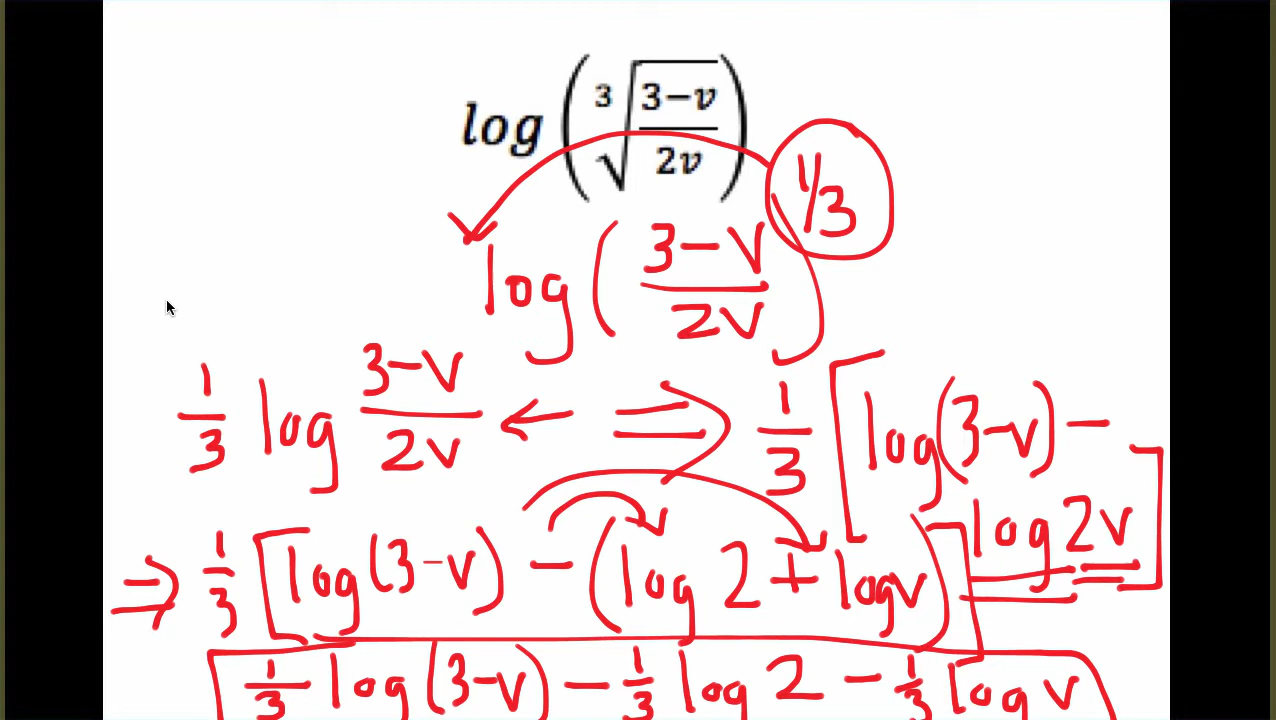 log (∛((3−v)/(2v)))
log ((3−v)/(2v))^(1/3)
1/3 log (3−v)/(2v) ← ⇒ 1/3 [log(3−v) −
log 2v]
⇒ 1/3 [log(3−v) − (log 2 + log v)]
1/3 log(3−v) − 1/3 log 2 − 1/3 log v